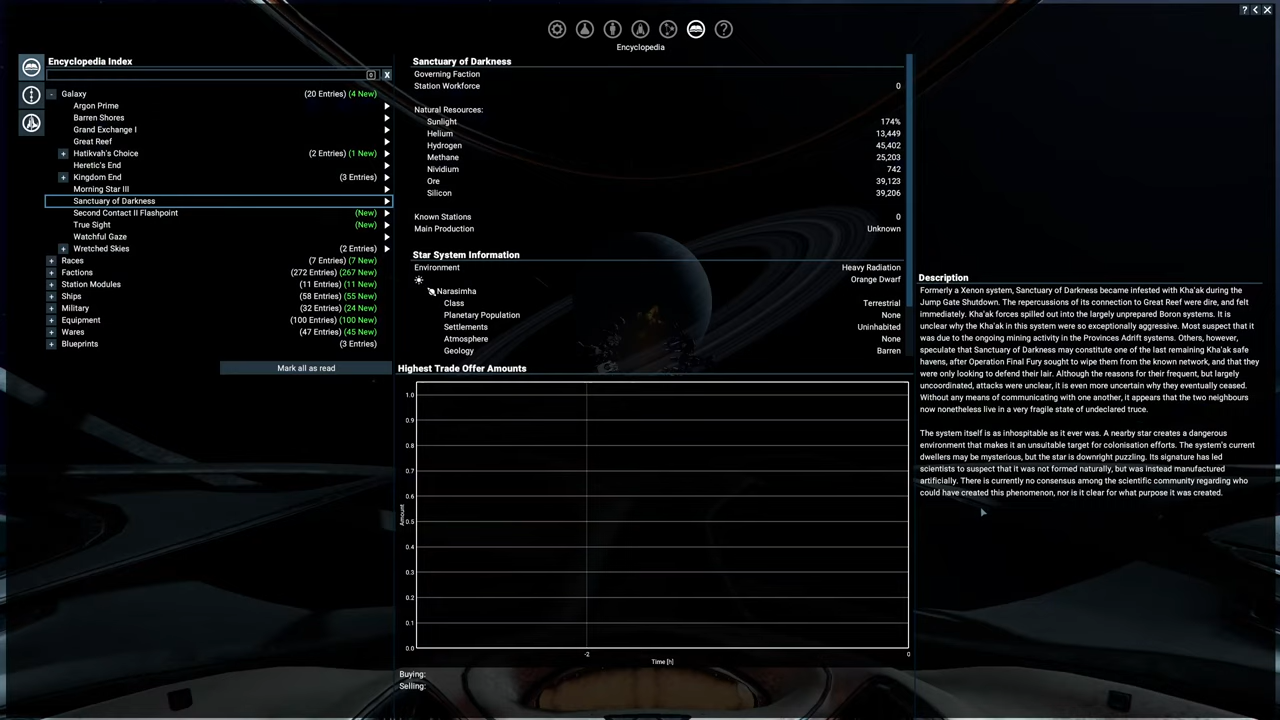 ?
Encyclopedia
Encyclopedia Index
0
X
- Galaxy (20 Entries) (4 New)
Argon Prime
Barren Shores
Grand Exchange I
Great Reef
+ Hatikvah's Choice (2 Entries) (1 New)
Heretic's End
+ Kingdom End (3 Entries)
Morning Star III
Sanctuary of Darkness
Second Contact II Flashpoint (New)
True Sight (New)
Watchful Gaze
+ Wretched Skies (2 Entries)
+ Races (7 Entries) (7 New)
+ Factions (272 Entries) (267 New)
+ Station Modules (11 Entries) (11 New)
+ Ships (58 Entries) (55 New)
+ Military (32 Entries) (24 New)
+ Equipment (100 Entries) (100 New)
+ Wares (47 Entries) (45 New)
+ Blueprints (3 Entries)
Mark all as read
Sanctuary of Darkness
Governing Faction
Station Workforce 0
Natural Resources:
Sunlight 174%
Helium 13,449
Hydrogen 45,402
Methane 25,203
Nividium 742
Ore 39,123
Silicon 39,206
Known Stations 0
Main Production Unknown
Star System Information
Environment Heavy Radiation
Orange Dwarf
Narasimha
Class Terrestrial
Planetary Population None
Settlements Uninhabited
Atmosphere None
Geology Barren
Highest Trade Offer Amounts
1.0
0.9
0.8
0.7
0.6
0.5
0.4
0.3
0.2
0.1
0.0
Amount
-2
0
Time [h]
Buying:
Selling:
Description
Formerly a Xenon system, Sanctuary of Darkness became infested with Kha'ak during the
Jump Gate Shutdown. The repercussions of its connection to Great Reef were dire, and felt
immediately. Kha'ak forces spilled out into the largely unprepared Boron systems. It is
unclear why the Kha'ak in this system were so exceptionally aggressive. Most suspect that it
was due to the ongoing mining activity in the Provinces Adrift systems. Others, however,
speculate that Sanctuary of Darkness may constitute one of the last remaining Kha'ak safe
havens, after Operation Final Fury sought to wipe them from the known network, and that they
were only looking to defend their lair. Although the reasons for their frequent, but largely
uncoordinated, attacks were unclear, it is even more uncertain why they eventually ceased.
Without any means of communicating with one another, it appears that the two neighbours
now nonetheless live in a very fragile state of undeclared truce.
The system itself is as inhospitable as it ever was. A nearby star creates a dangerous
environment that makes it an unsuitable target for colonisation efforts. The system's current
dwellers may be mysterious, but the star is downright puzzling. Its signature has led
scientists to suspect that it was not formed naturally, but was instead manufactured
artificially. There is currently no consensus among the scientific community regarding who
could have created this phenomenon, nor is it clear for what purpose it was created.